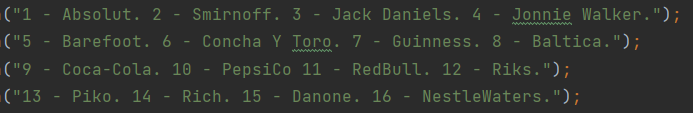 ("1 - Absolut. 2 - Smirnoff. 3 - Jack Daniels. 4 - Jonnie Walker.");
("5 - Barefoot. 6 - Concha Y Toro. 7 - Guinness. 8 - Baltica.");
("9 - Coca-Cola. 10 - PepsiCo 11 - RedBull. 12 - Riks.");
("13 - Piko. 14 - Rich. 15 - Danone. 16 - NestleWaters.");